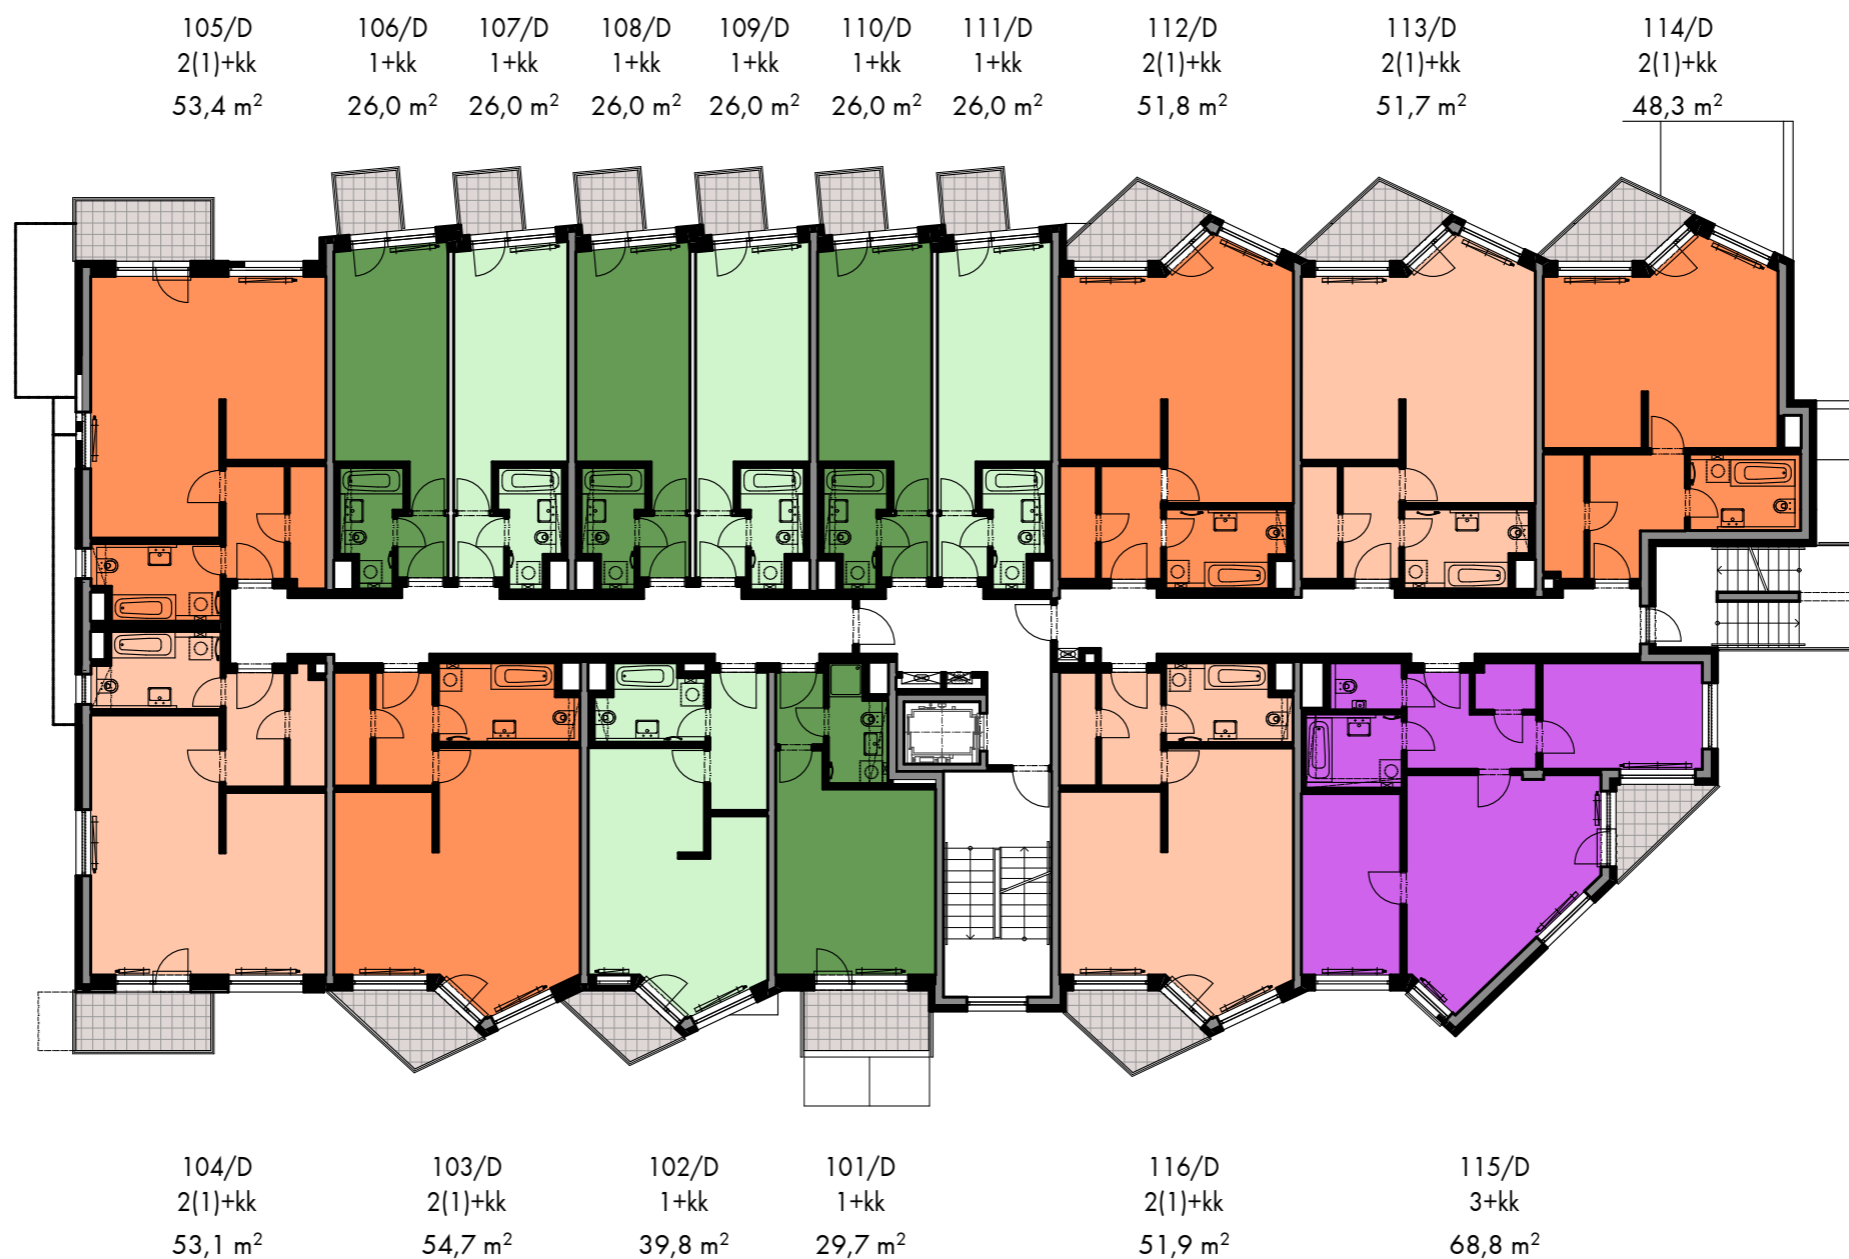 105/D
2(1)+kk
53,4 m²
106/D
1+kk
26,0 m²
107/D
1+kk
26,0 m²
108/D
1+kk
26,0 m²
109/D
1+kk
26,0 m²
110/D
1+kk
26,0 m²
111/D
1+kk
26,0 m²
112/D
2(1)+kk
51,8 m²
113/D
2(1)+kk
51,7 m²
114/D
2(1)+kk
48,3 m²
104/D
2(1)+kk
53,1 m²
103/D
2(1)+kk
54,7 m²
102/D
1+kk
39,8 m²
101/D
1+kk
29,7 m²
116/D
2(1)+kk
51,9 m²
115/D
3+kk
68,8 m²